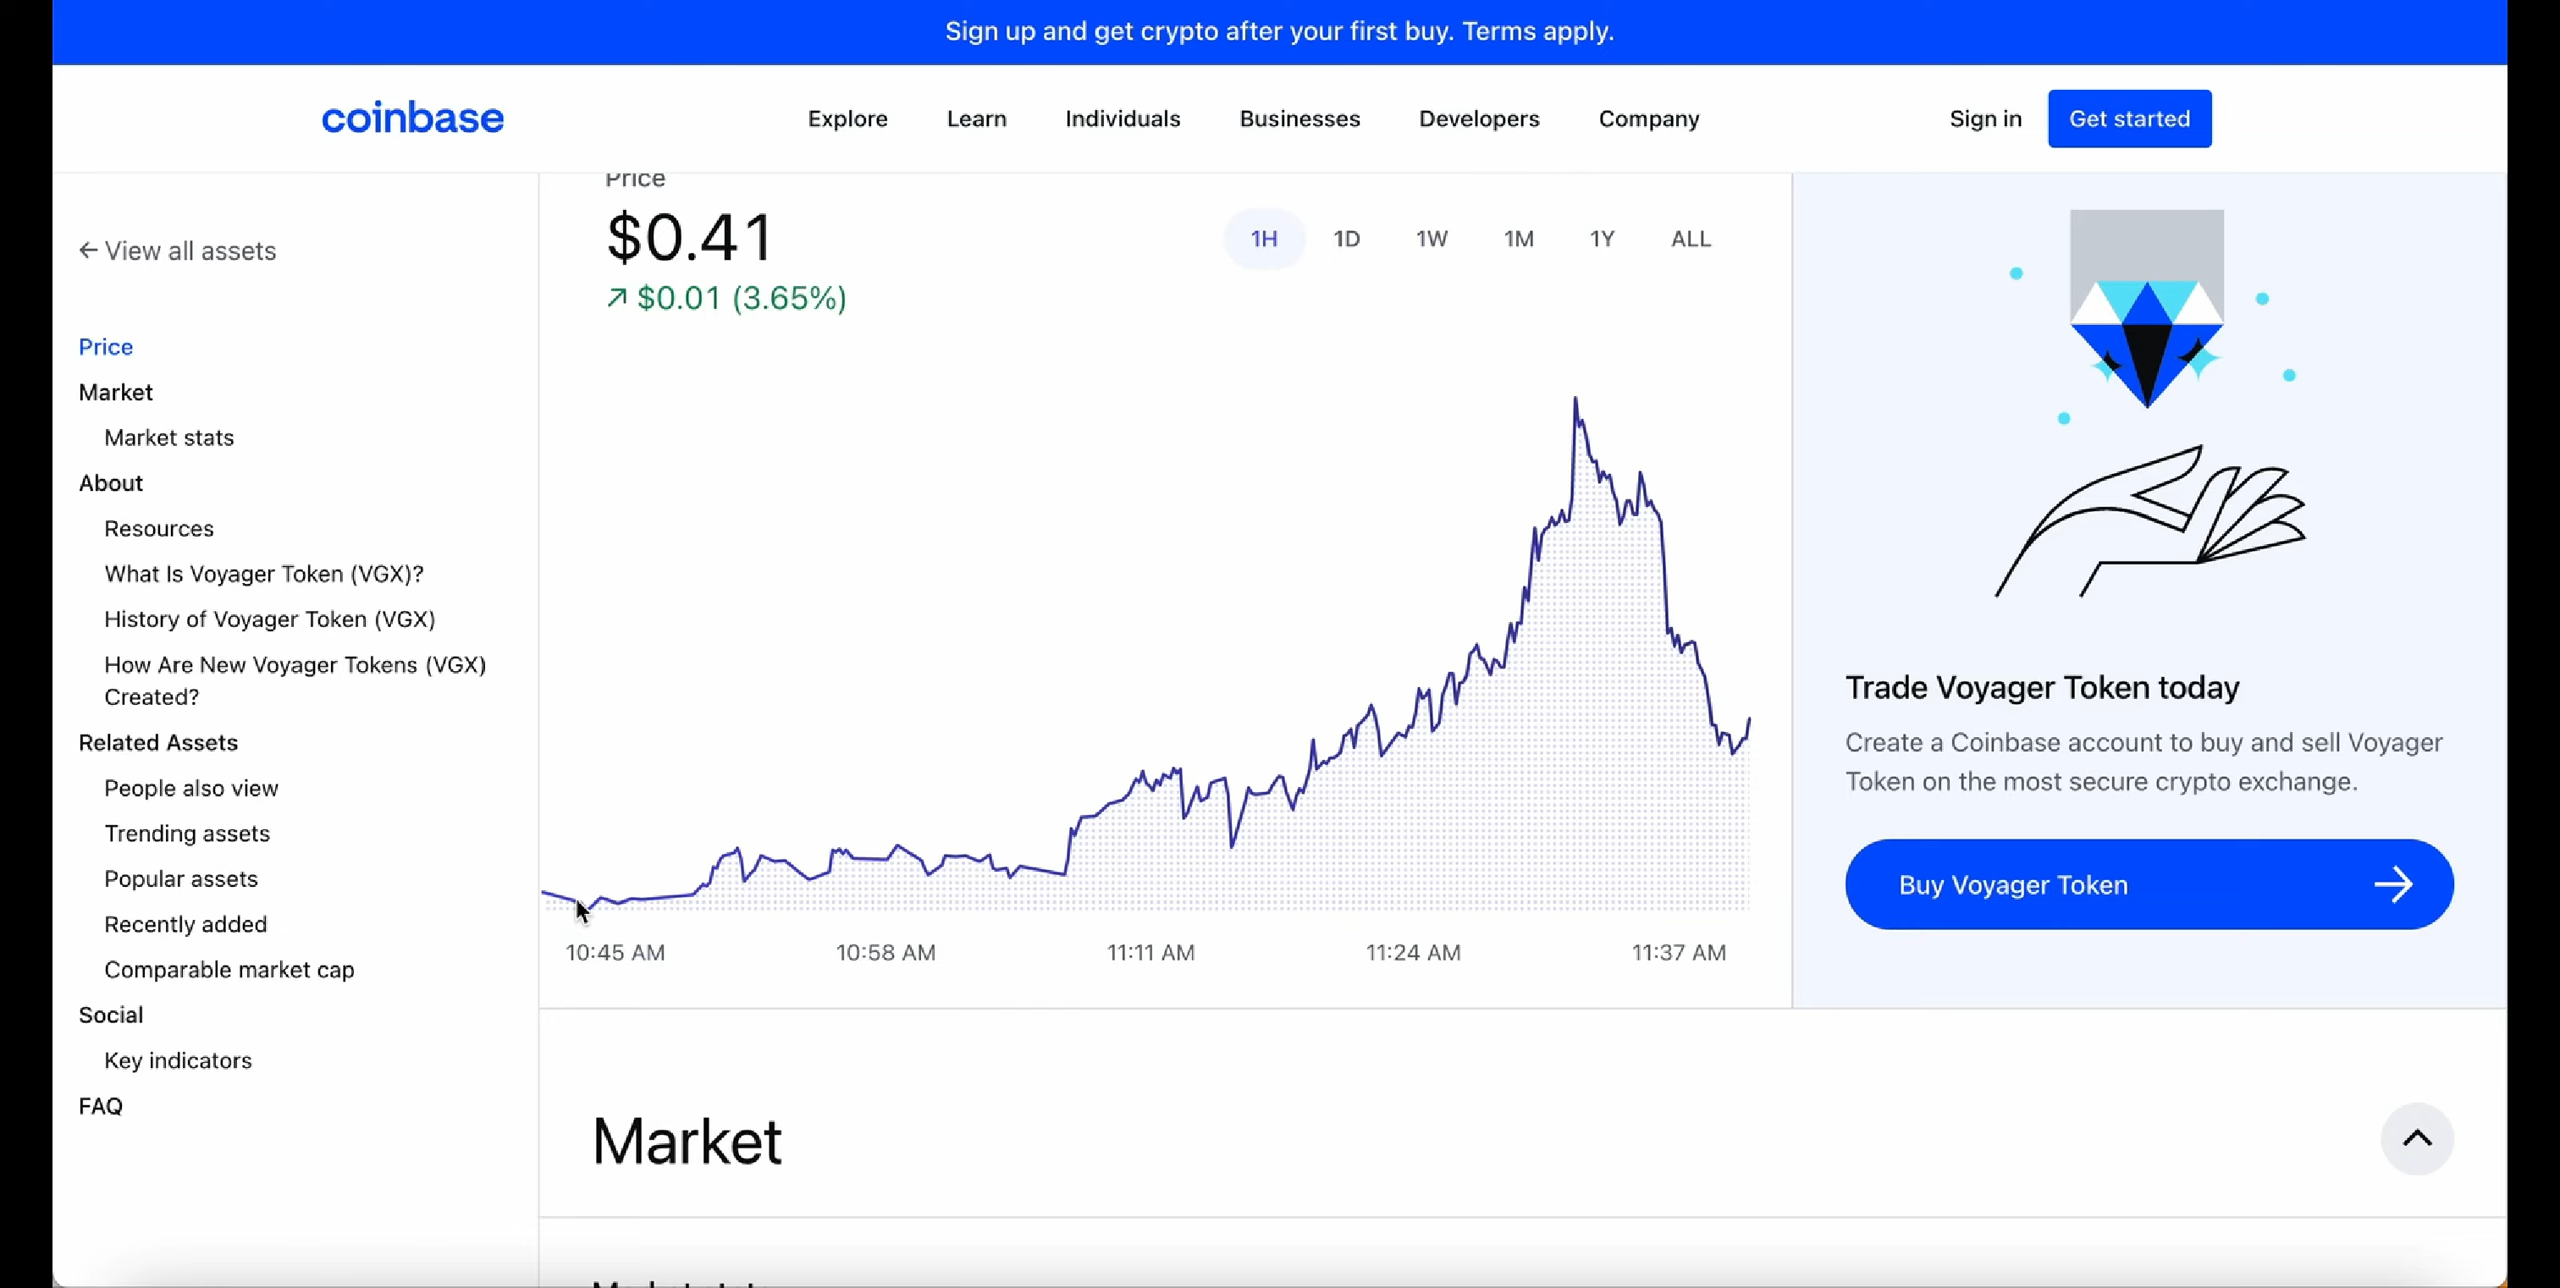 Sign up and get crypto after your first buy. Terms apply.
coinbase
Explore
Learn
Individuals
Businesses
Developers
Company
Sign in
Get started
← View all assets
Price
Market
Market stats
About
Resources
What Is Voyager Token (VGX)?
History of Voyager Token (VGX)
How Are New Voyager Tokens (VGX)
Created?
Related Assets
People also view
Trending assets
Popular assets
Recently added
Comparable market cap
Social
Key indicators
FAQ
Price
$0.41
↗ $0.01 (3.65%)
1H
1D
1W
1M
1Y
ALL
10:45 AM
10:58 AM
11:11 AM
11:24 AM
11:37 AM
Trade Voyager Token today
Create a Coinbase account to buy and sell Voyager
Token on the most secure crypto exchange.
Buy Voyager Token
Market